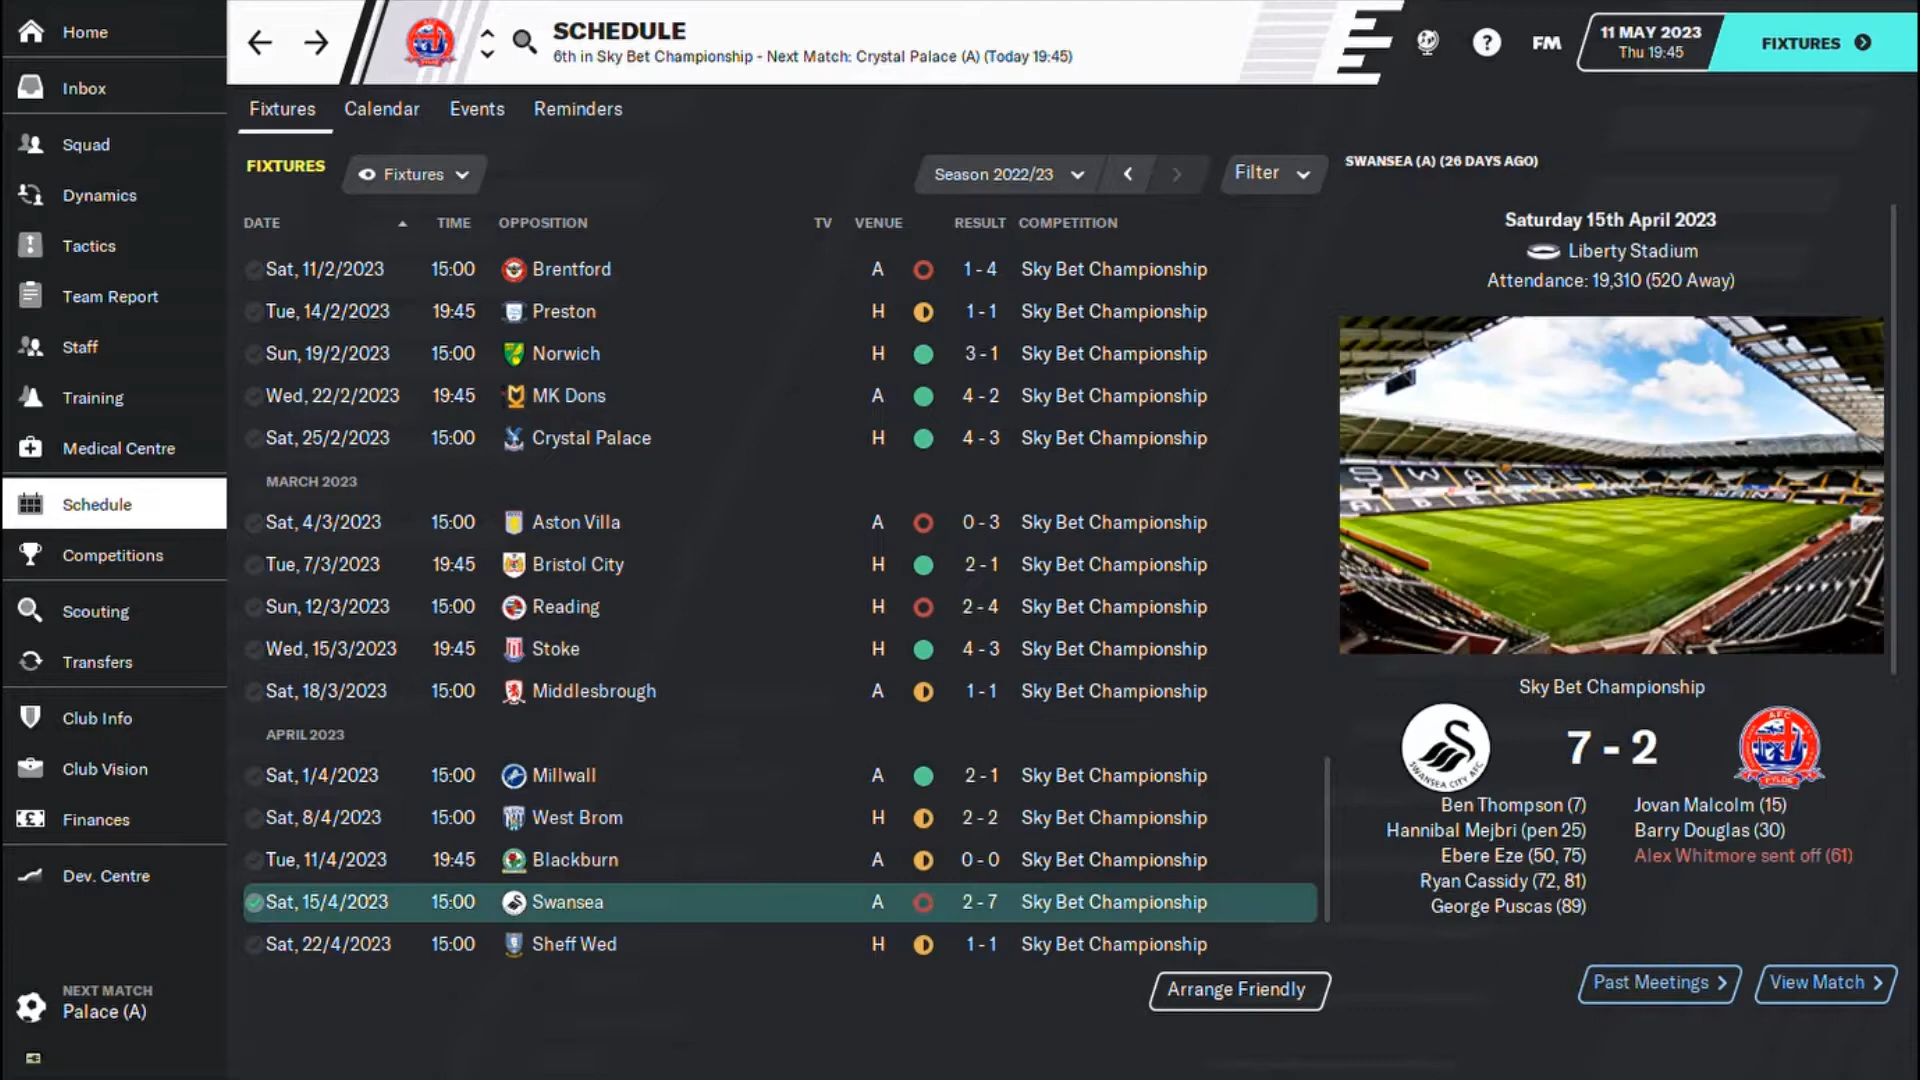 Home
Inbox
Squad
Dynamics
Tactics
Team Report
Staff
Training
Medical Centre
Schedule
Competitions
Scouting
Transfers
Club Info
Club Vision
Finances
Dev. Centre
NEXT MATCH
Palace (A)
SCHEDULE
6th in Sky Bet Championship - Next Match: Crystal Palace (A) (Today 19:45)
?
FM
11 MAY 2023
Thu 19:45
FIXTURES
Fixtures Calendar Events Reminders
FIXTURES Fixtures Season 2022/23 Filter
DATE TIME OPPOSITION TV VENUE RESULT COMPETITION
Sat, 11/2/2023 15:00 Brentford A 1 - 4 Sky Bet Championship
Tue, 14/2/2023 19:45 Preston H 1 - 1 Sky Bet Championship
Sun, 19/2/2023 15:00 Norwich H 3 - 1 Sky Bet Championship
Wed, 22/2/2023 19:45 MK Dons A 4 - 2 Sky Bet Championship
Sat, 25/2/2023 15:00 Crystal Palace H 4 - 3 Sky Bet Championship
MARCH 2023
Sat, 4/3/2023 15:00 Aston Villa A 0 - 3 Sky Bet Championship
Tue, 7/3/2023 19:45 Bristol City H 2 - 1 Sky Bet Championship
Sun, 12/3/2023 15:00 Reading H 2 - 4 Sky Bet Championship
Wed, 15/3/2023 19:45 Stoke H 4 - 3 Sky Bet Championship
Sat, 18/3/2023 15:00 Middlesbrough A 1 - 1 Sky Bet Championship
APRIL 2023
Sat, 1/4/2023 15:00 Millwall A 2 - 1 Sky Bet Championship
Sat, 8/4/2023 15:00 West Brom H 2 - 2 Sky Bet Championship
Tue, 11/4/2023 19:45 Blackburn A 0 - 0 Sky Bet Championship
Sat, 15/4/2023 15:00 Swansea A 2 - 7 Sky Bet Championship
Sat, 22/4/2023 15:00 Sheff Wed H 1 - 1 Sky Bet Championship
Arrange Friendly
SWANSEA (A) (26 DAYS AGO)
Saturday 15th April 2023
Liberty Stadium
Attendance: 19,310 (520 Away)
Sky Bet Championship
7 - 2
SWANSEA CITY AFC
AFC
FYLDE
Ben Thompson (7) Jovan Malcolm (15)
Hannibal Mejbri (pen 25) Barry Douglas (30)
Ebere Eze (50, 75) Alex Whitmore sent off (61)
Ryan Cassidy (72, 81)
George Puscas (89)
Past Meetings View Match